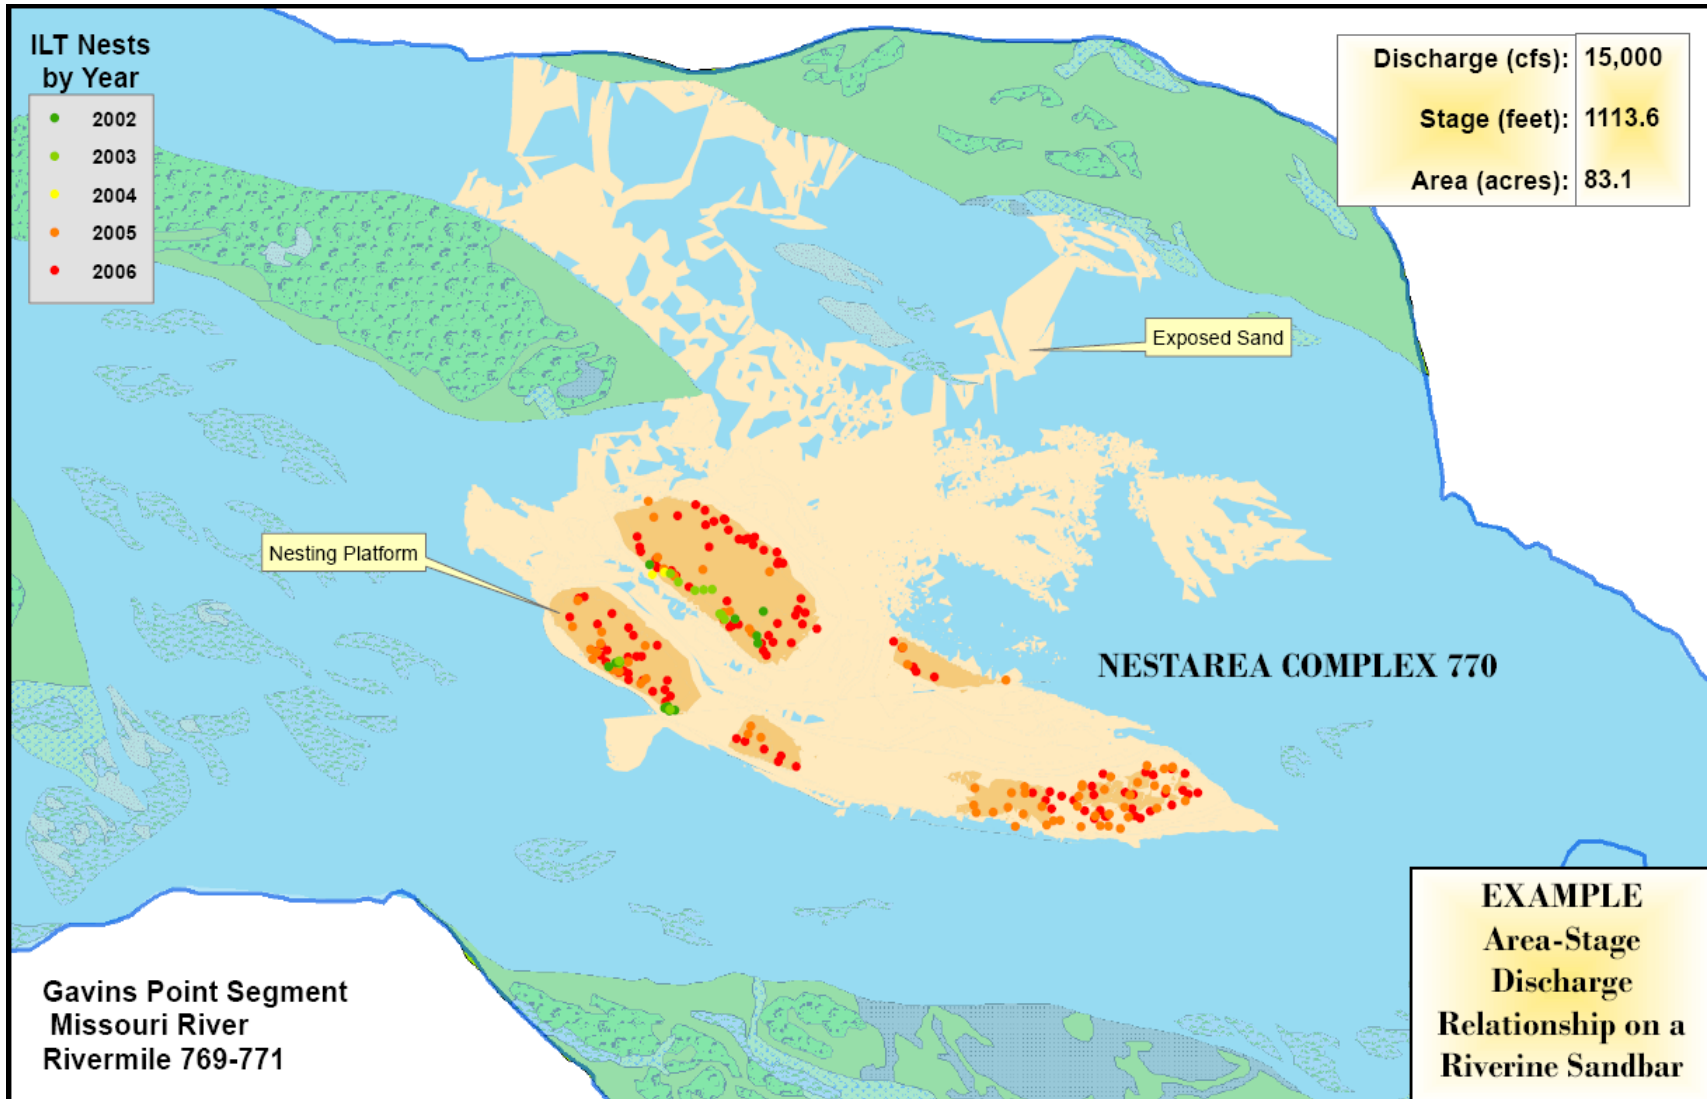 ILT Nests
by Year
2002
2003
2004
2005
2006
Discharge (cfs): 15,000
Stage (feet): 1113.6
Area (acres): 83.1
Exposed Sand
Nesting Platform
NESTAREA COMPLEX 770
Gavins Point Segment
Missouri River
Rivermile 769-771
EXAMPLE
Area-Stage
Discharge
Relationship on a
Riverine Sandbar